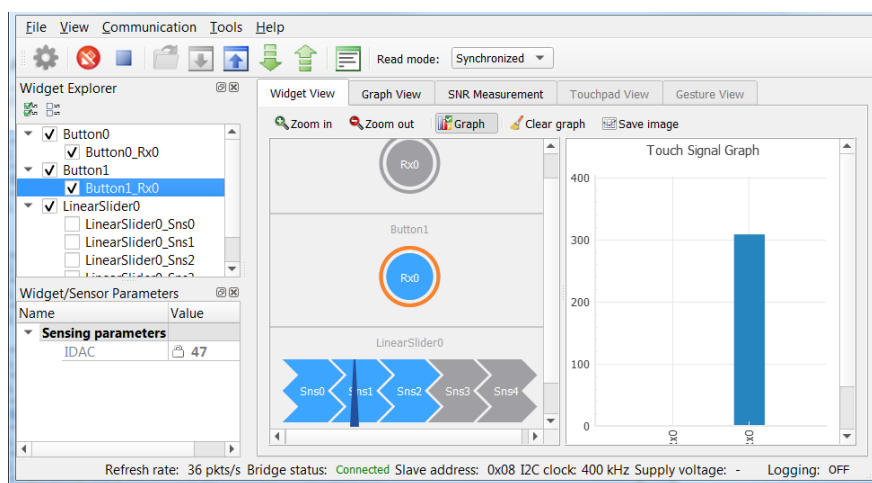 File View Communication Tools Help
Read mode: Synchronized
Widget Explorer
Button0
Button0_Rx0
Button1
Button1_Rx0
LinearSlider0
LinearSlider0_Sns0
LinearSlider0_Sns1
LinearSlider0_Sns2
Widget/Sensor Parameters
Name Value
Sensing parameters
IDAC 47
Widget View Graph View SNR Measurement Touchpad View Gesture View
Zoom in Zoom out Graph Clear graph Save image
Rx0
Button1
Rx0
LinearSlider0
Sns0 Sns1 Sns2 Sns3 Sns4
Touch Signal Graph
400
300
200
100
0
Refresh rate: 36 pkts/s Bridge status: Connected Slave address: 0x08 I2C clock: 400 kHz Supply voltage: - Logging: OFF